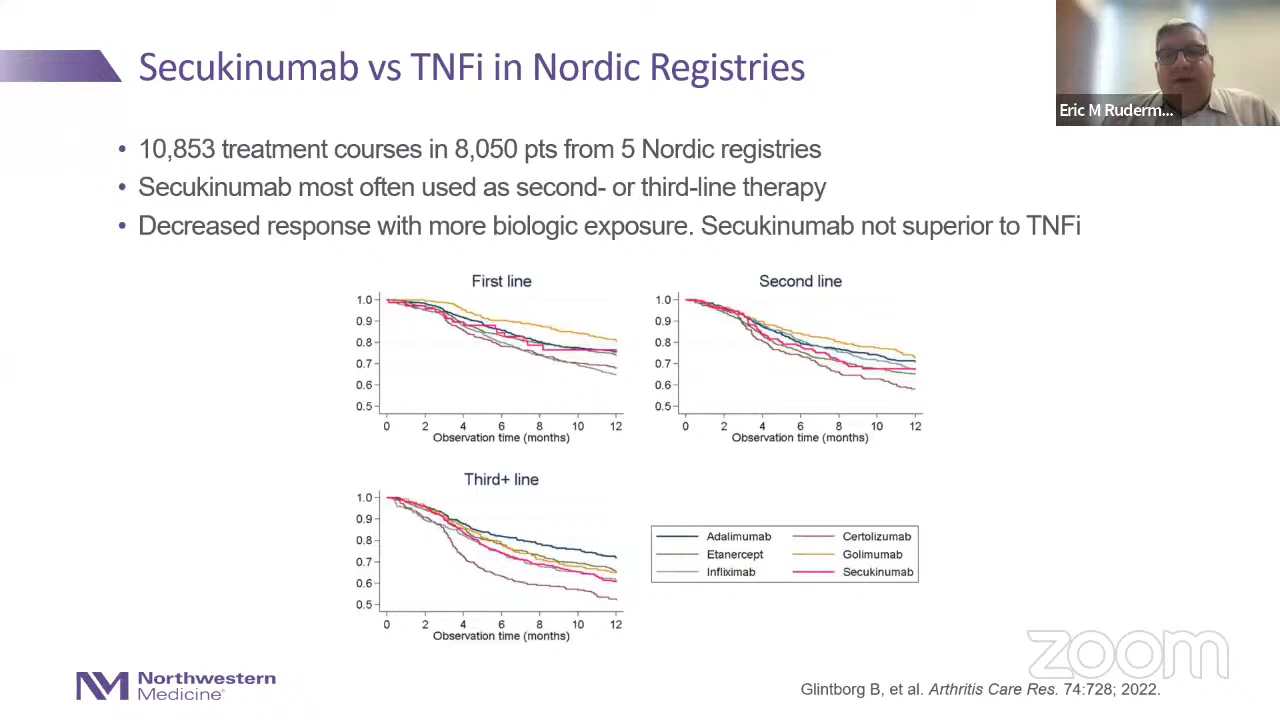 Secukinumab vs TNFi in Nordic Registries
Eric M Ruderm...
• 10,853 treatment courses in 8,050 pts from 5 Nordic registries
• Secukinumab most often used as second- or third-line therapy
• Decreased response with more biologic exposure. Secukinumab not superior to TNFi
First line
1.0
0.9
0.8
0.7
0.6
0.5
0 2 4 6 8 10 12
Observation time (months)
Second line
1.0
0.9
0.8
0.7
0.6
0.5
0 2 4 6 8 10 12
Observation time (months)
Third+ line
1.0
0.9
0.8
0.7
0.6
0.5
0 2 4 6 8 10 12
Observation time (months)
Adalimumab
Certolizumab
Etanercept
Golimumab
Infliximab
Secukinumab
zoom
NM Northwestern
Medicine®
Glintborg B, et al. Arthritis Care Res. 74:728; 2022.